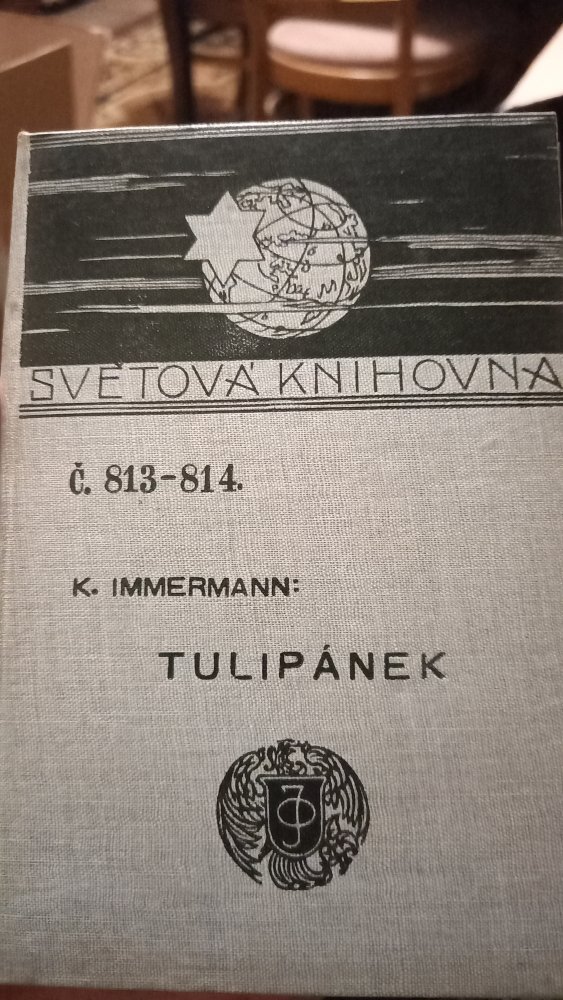 SVĚTOVÁ KNIHOVNA
Č. 813-814.
K. IMMERMANN:
TULIPÁNEK